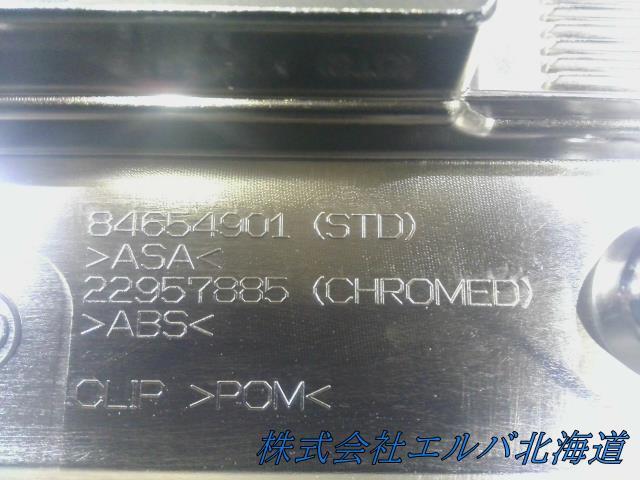 84654901 (STD)
>ASA<
22957885 (CHROMED)
>ABS<
CLIP >POM<
株式会社エルバ北海道